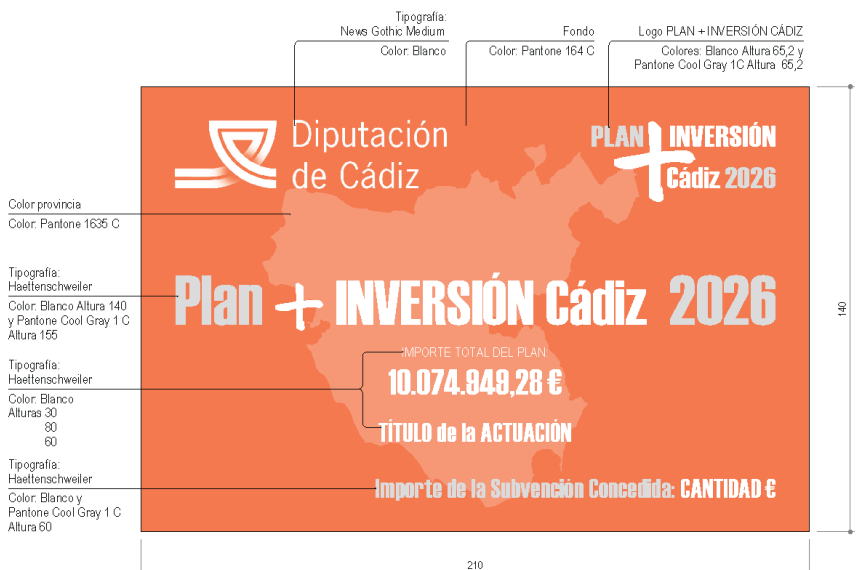 Tipografía:
News Gothic Medium
Color: Blanco
Fondo
Color: Pantone 164 C
Logo PLAN + INVERSIÓN CÁDIZ
Colores: Blanco Altura 65,2 y
Pantone Cool Gray 1C Altura 65,2
Diputación
de Cádiz
PLAN + INVERSIÓN
Cádiz 2026
Color provincia
Color: Pantone 1635 C
Tipografía:
Haettenschweiler
Color: Blanco Altura 140
y Pantone Cool Gray 1 C
Altura 155
Plan + INVERSIÓN Cádiz 2026
140
Tipografía:
Haettenschweiler
Color: Blanco
Alturas 30
80
60
IMPORTE TOTAL DEL PLAN:
10.074.949,28 €
TÍTULO de la ACTUACIÓN
Tipografía:
Haettenschweiler
Color: Blanco y
Pantone Cool Gray 1 C
Altura 60
Importe de la Subvención Concedida: CANTIDAD €
210